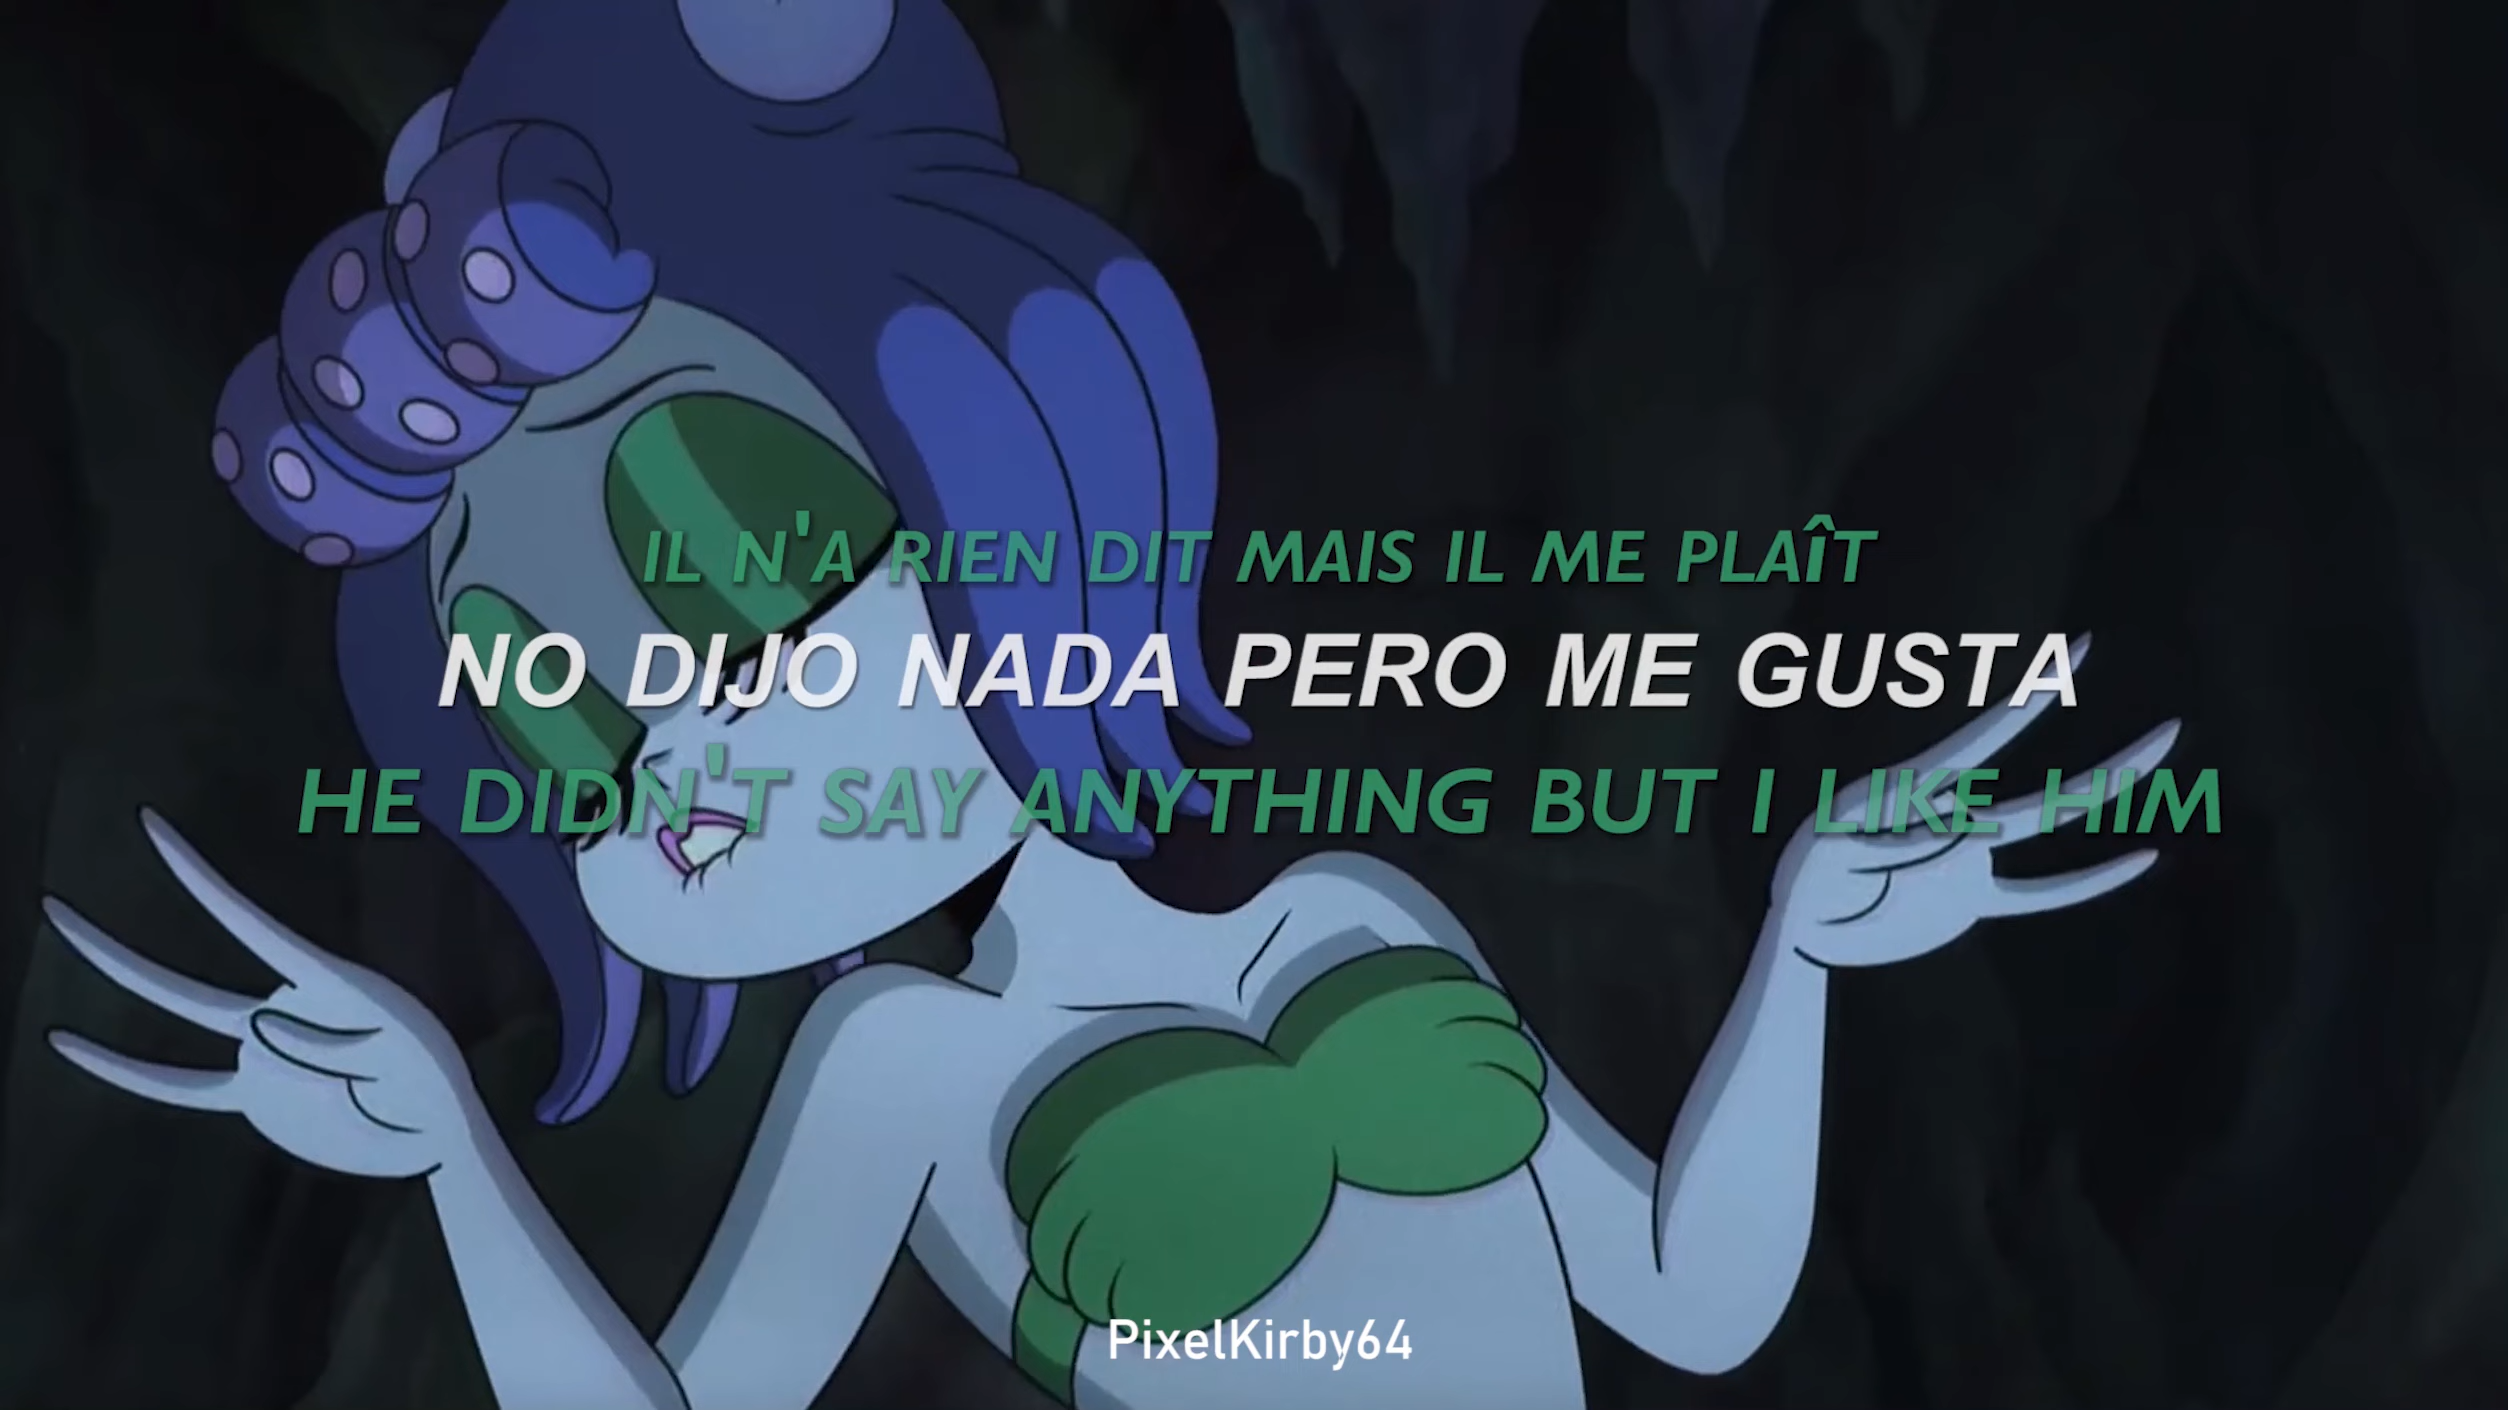 IL N'A RIEN DIT MAIS IL ME PLAÎT
NO DIJO NADA PERO ME GUSTA
HE DIDN'T SAY ANYTHING BUT I LIKE HIM
PixelKirby64